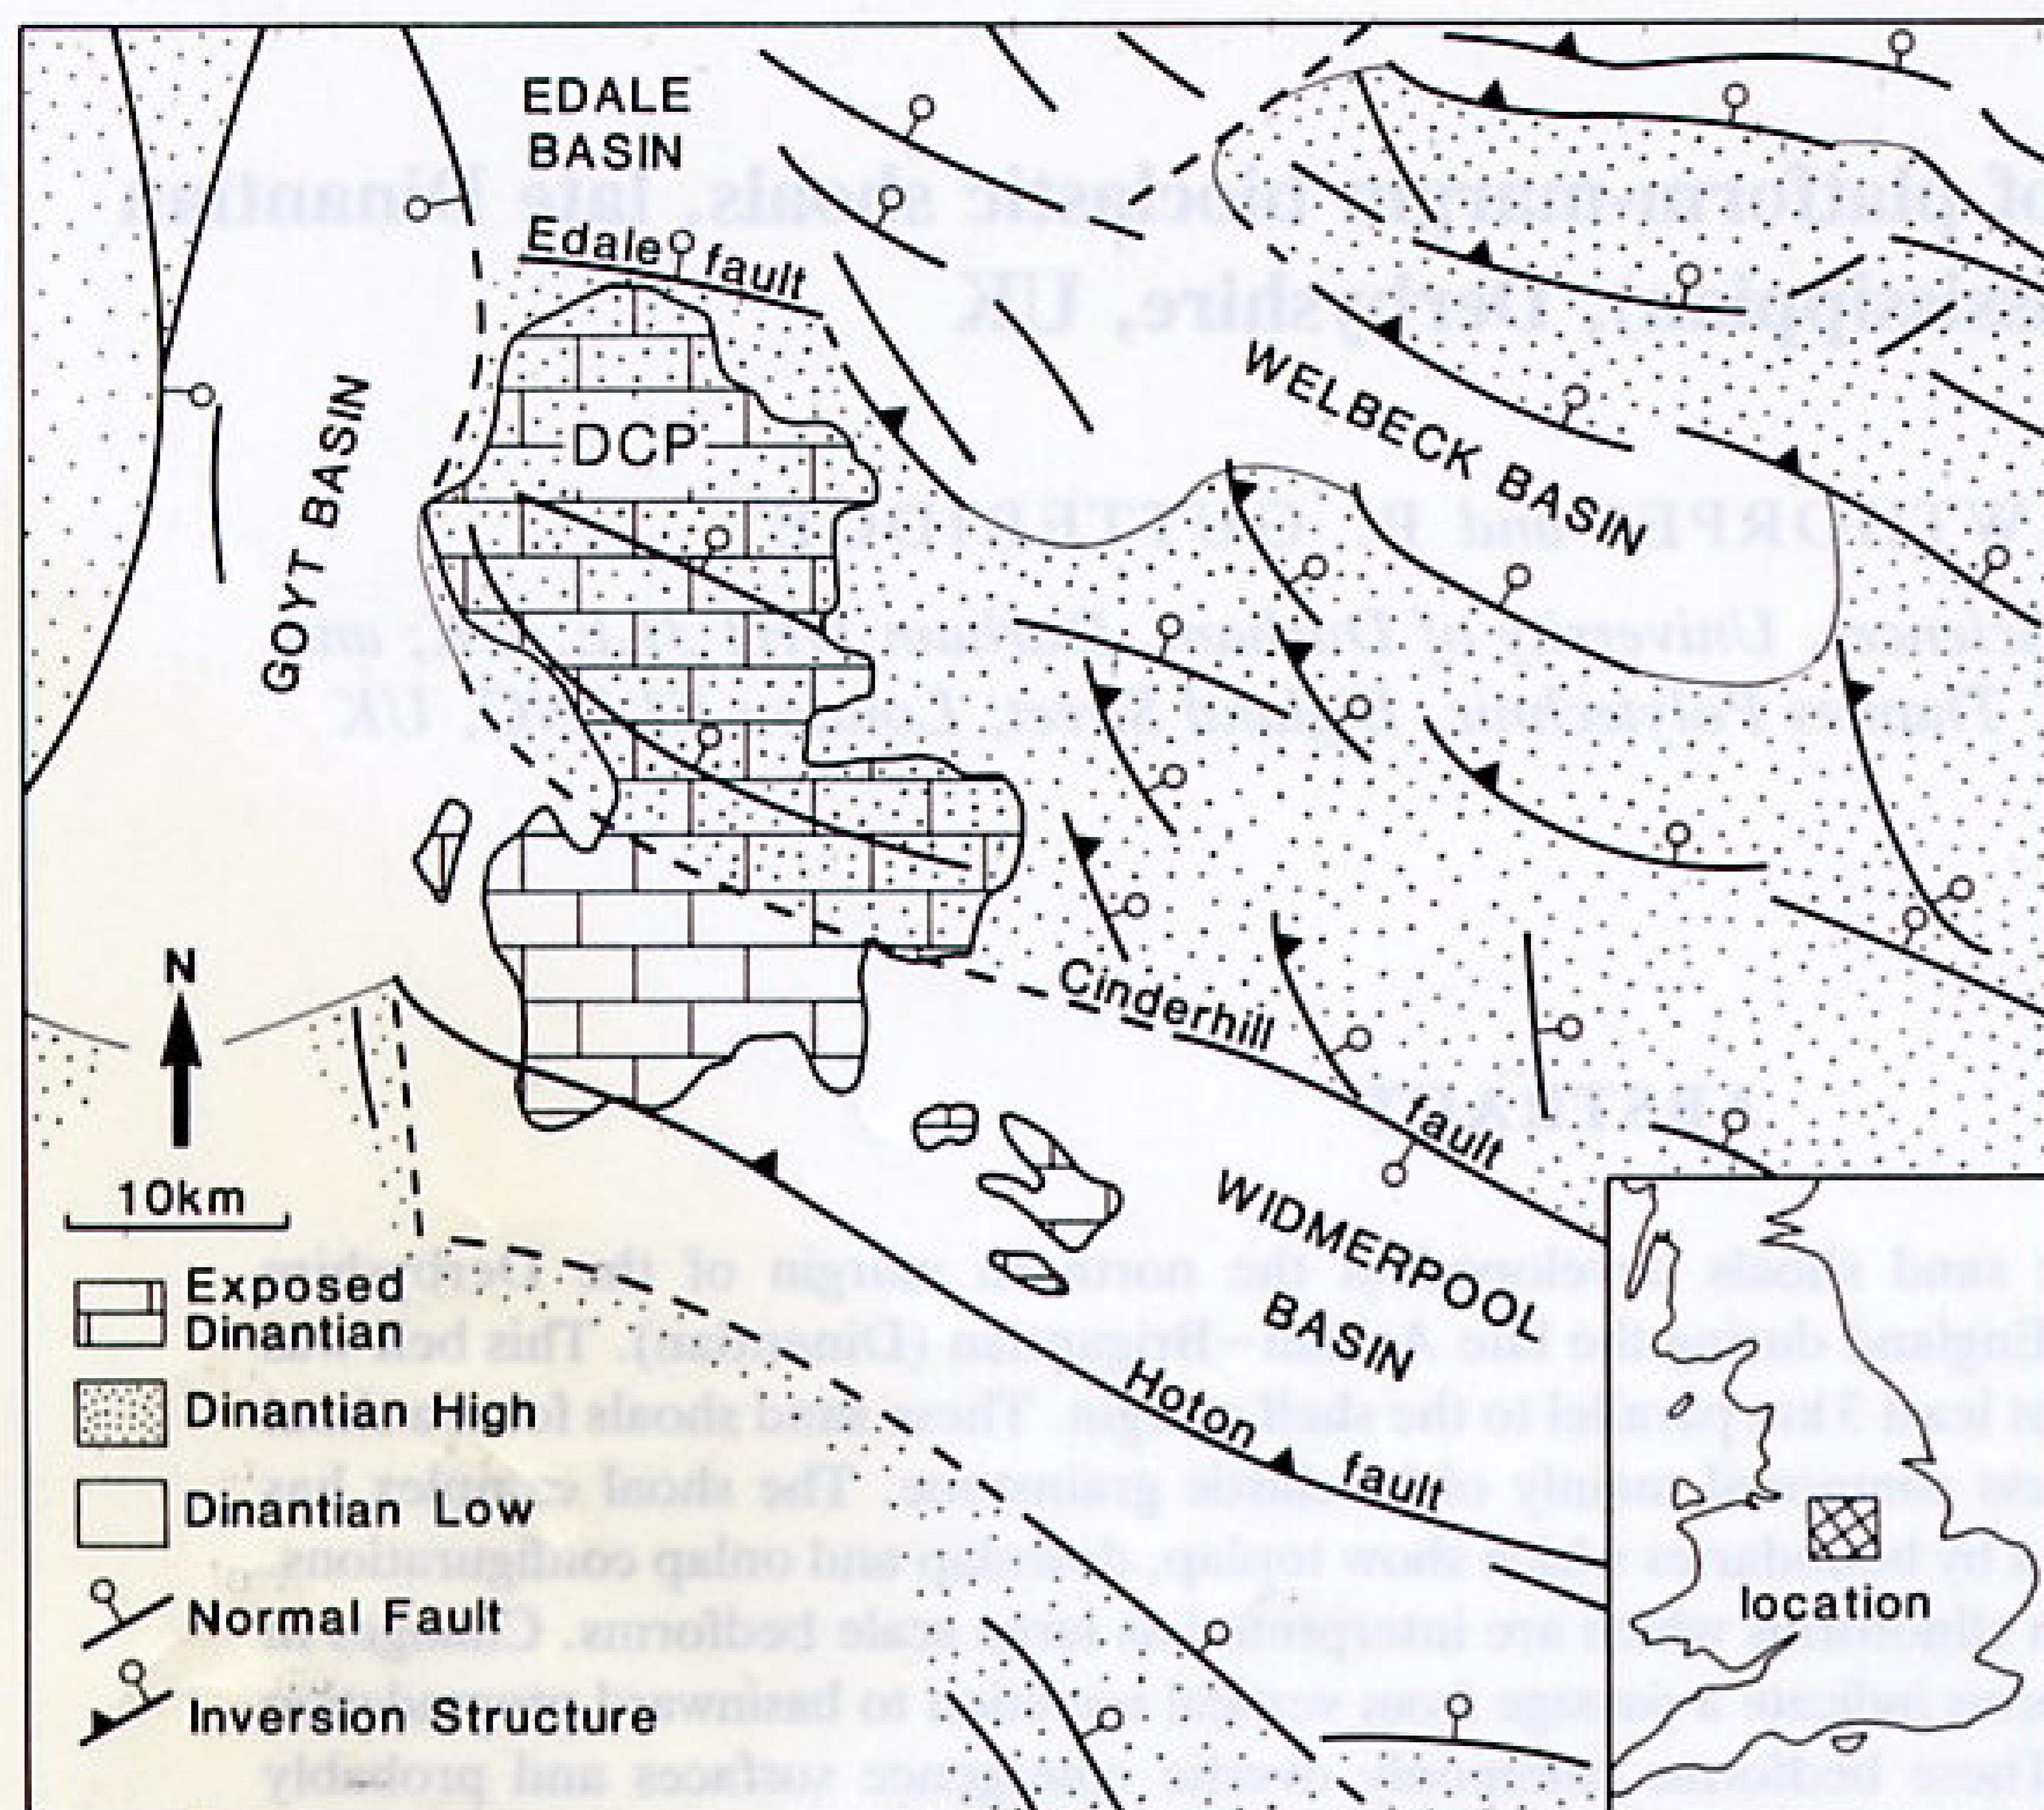 EDALE
BASIN
Edale fault
DCP
GOYT BASIN
WELBECK BASIN
N
10km
Cinderhill fault
WIDMERPOOL
BASIN
Hoton fault
Exposed
Dinantian
Dinantian High
Dinantian Low
Normal Fault
Inversion Structure
location